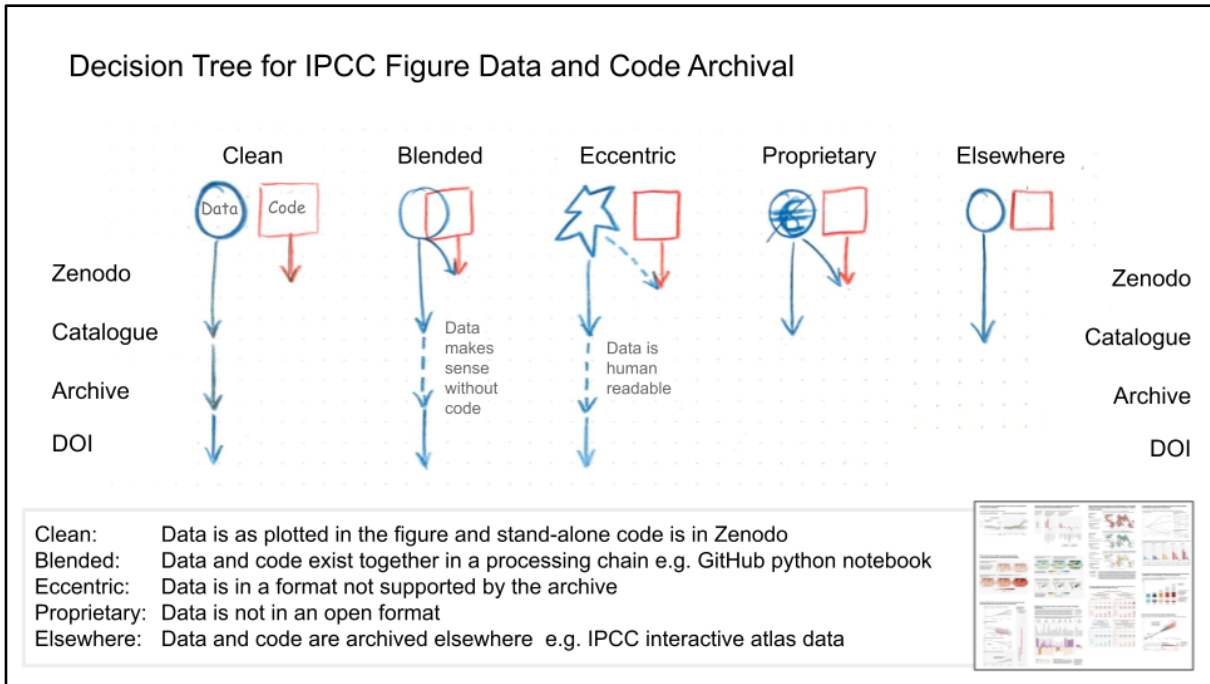 Decision Tree for IPCC Figure Data and Code Archival
Clean Blended Eccentric Proprietary Elsewhere
Data Code
Zenodo
Catalogue
Archive
DOI
Data
makes
sense
without
code
Data is
human
readable
Zenodo
Catalogue
Archive
DOI
Clean: Data is as plotted in the figure and stand-alone code is in Zenodo
Blended: Data and code exist together in a processing chain e.g. GitHub python notebook
Eccentric: Data is in a format not supported by the archive
Proprietary: Data is not in an open format
Elsewhere: Data and code are archived elsewhere e.g. IPCC interactive atlas data